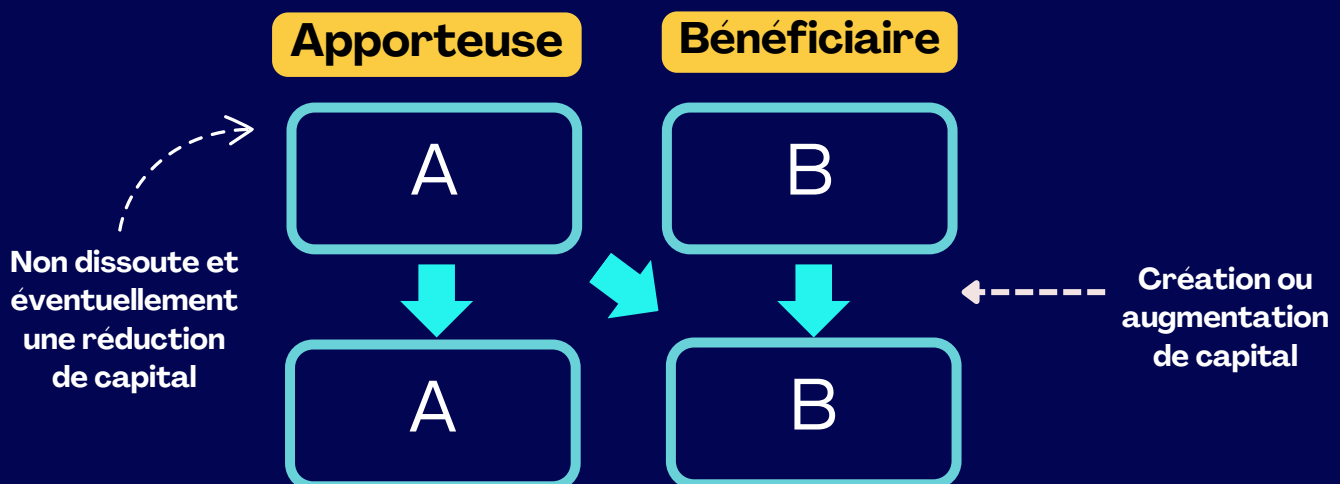 Apporteuse
Bénéficiaire
A
B
Non dissoute et
éventuellement
une réduction
de capital
Création ou
augmentation
de capital
A
B